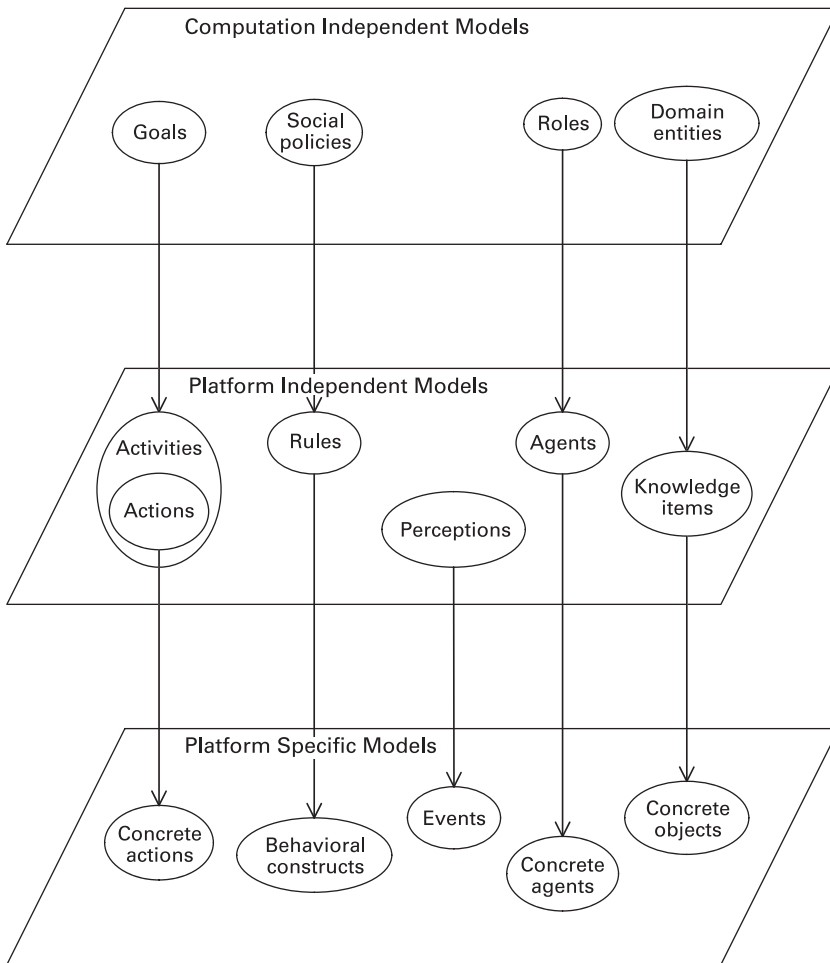 Computation Independent Models
Goals
Social
policies
Roles
Domain
entities
Platform Independent Models
Activities
Actions
Rules
Perceptions
Agents
Knowledge
items
Platform Specific Models
Concrete
actions
Behavioral
constructs
Events
Concrete
agents
Concrete
objects